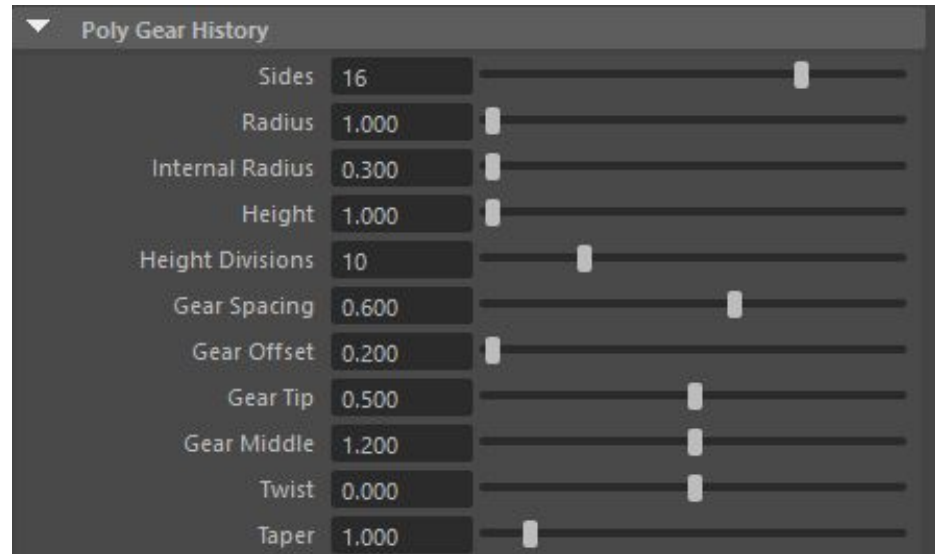 Poly Gear History
Sides 16
Radius 1.000
Internal Radius 0.300
Height 1.000
Height Divisions 10
Gear Spacing 0.600
Gear Offset 0.200
Gear Tip 0.500
Gear Middle 1.200
Twist 0.000
Taper 1.000